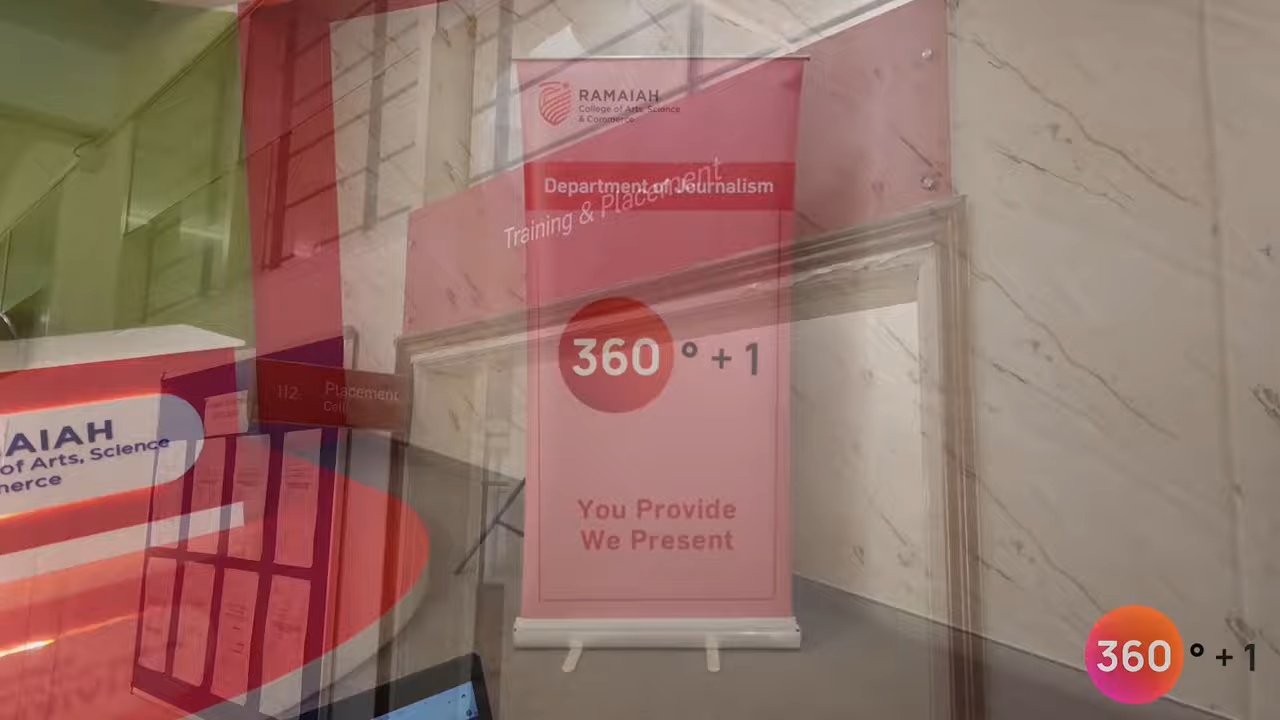 RAMAIAH
College of Arts, Science
& Commerce
Department of Journalism
Training & Placement
360° + 1
112 Placement
Cell
AIAH
of Arts, Science
merce
You Provide
We Present
360° + 1